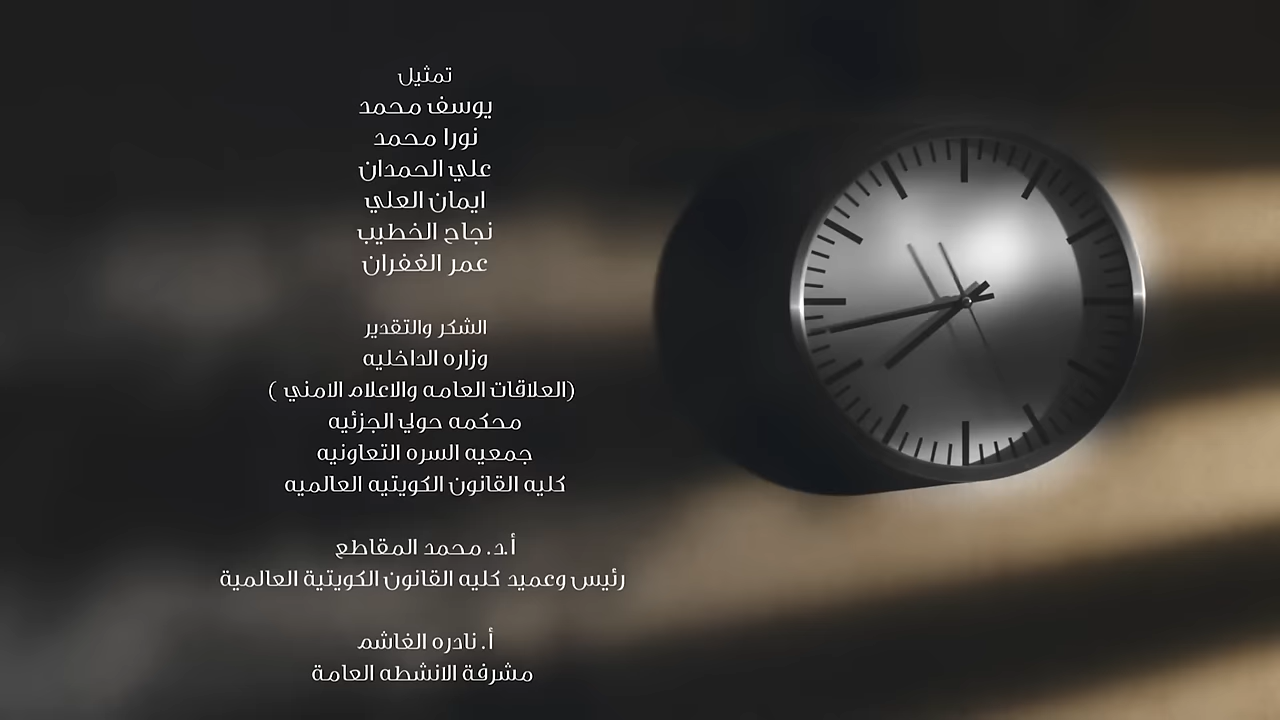 تمثيل
يوسف محمد
نورا محمد
علي الحمدان
ايمان العلي
نجاح الخطيب
عمر الغفران
الشكر والتقدير
وزاره الداخليه
(العلاقات العامه والاعلام الامني )
محكمه حولي الجزئيه
جمعيه السره التعاونيه
كليه القانون الكويتيه العالميه
أ.د. محمد المقاطع
رئيس وعميد كليه القانون الكويتية العالمية
أ. نادره الغاشم
مشرفة الانشطه العامة